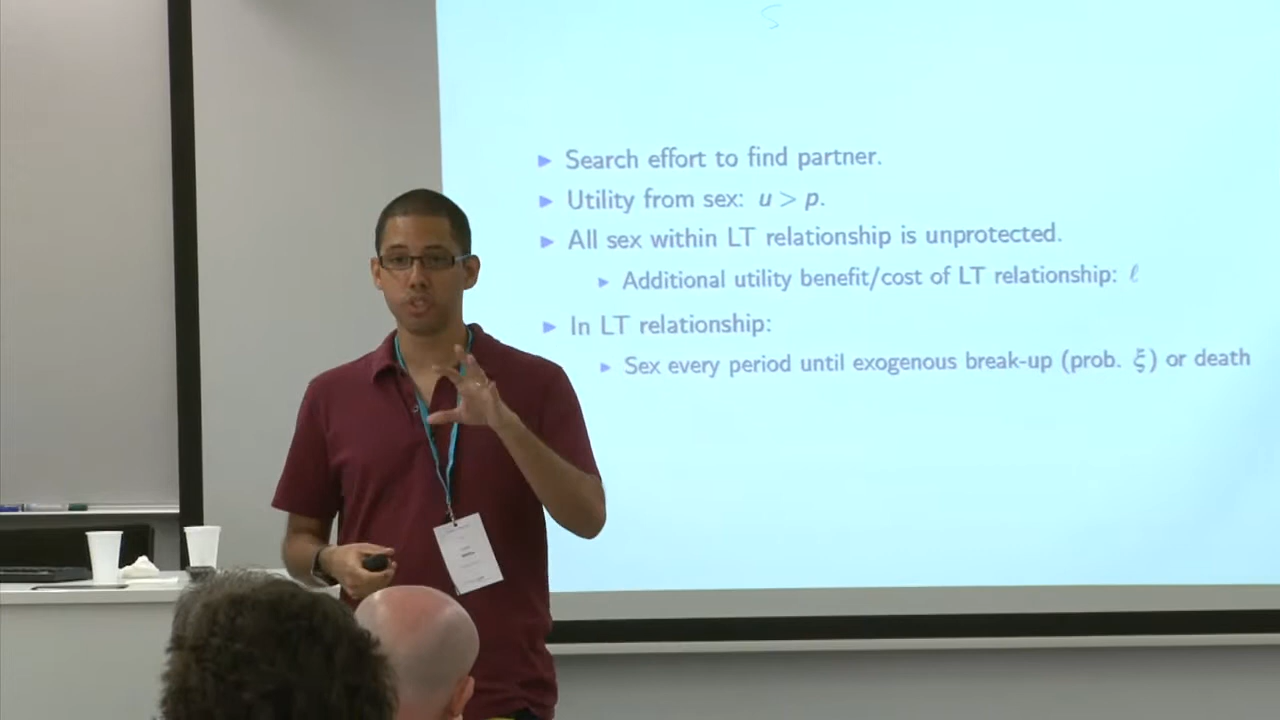 ► Search effort to find partner.
► Utility from sex: u > p.
► All sex within LT relationship is unprotected.
► Additional utility benefit/cost of LT relationship: ℓ
► In LT relationship:
► Sex every period until exogenous break-up (prob. ξ) or death